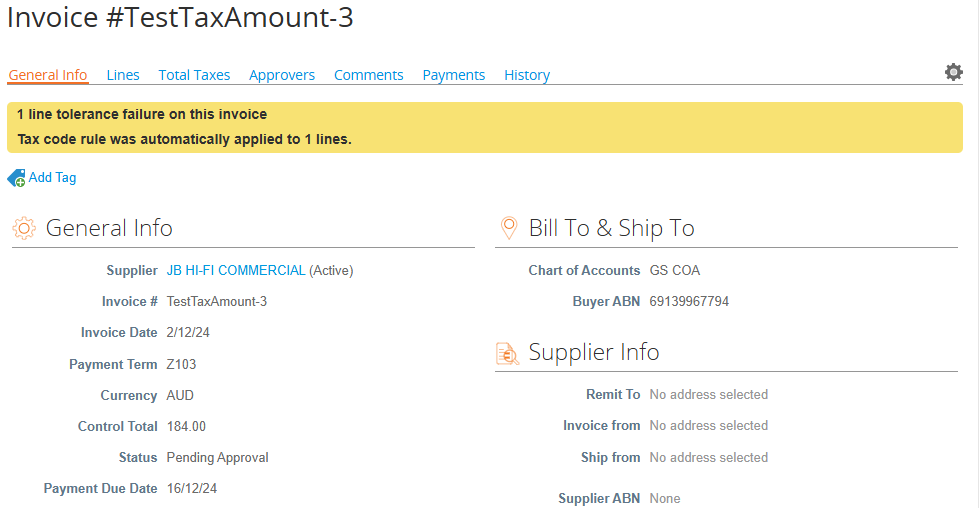 Invoice #TestTaxAmount-3
General Info Lines Total Taxes Approvers Comments Payments History
1 line tolerance failure on this invoice
Tax code rule was automatically applied to 1 lines.
Add Tag
General Info
Supplier JB HI-FI COMMERCIAL (Active)
Invoice # TestTaxAmount-3
Invoice Date 2/12/24
Payment Term Z103
Currency AUD
Control Total 184.00
Status Pending Approval
Payment Due Date 16/12/24
Bill To & Ship To
Chart of Accounts GS COA
Buyer ABN 69139967794
Supplier Info
Remit To No address selected
Invoice from No address selected
Ship from No address selected
Supplier ABN None